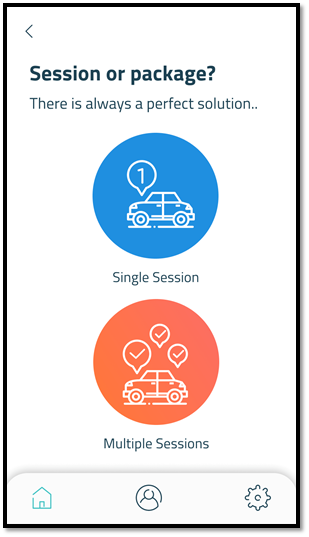 Session or package?
There is always a perfect solution..
1
Single Session
Multiple Sessions